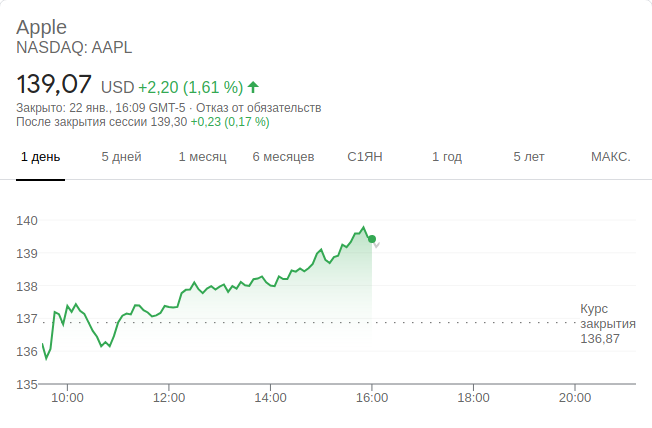 Apple
NASDAQ: AAPL
139,07 USD +2,20 (1,61 %)
Закрыто: 22 янв., 16:09 GMT-5 · Отказ от обязательств
После закрытия сессии 139,30 +0,23 (0,17 %)
1 день 5 дней 1 месяц 6 месяцев С1ЯН 1 год 5 лет МАКС.
140
139
138
137
136
135
Курс
закрытия
136,87
10:00 12:00 14:00 16:00 18:00 20:00